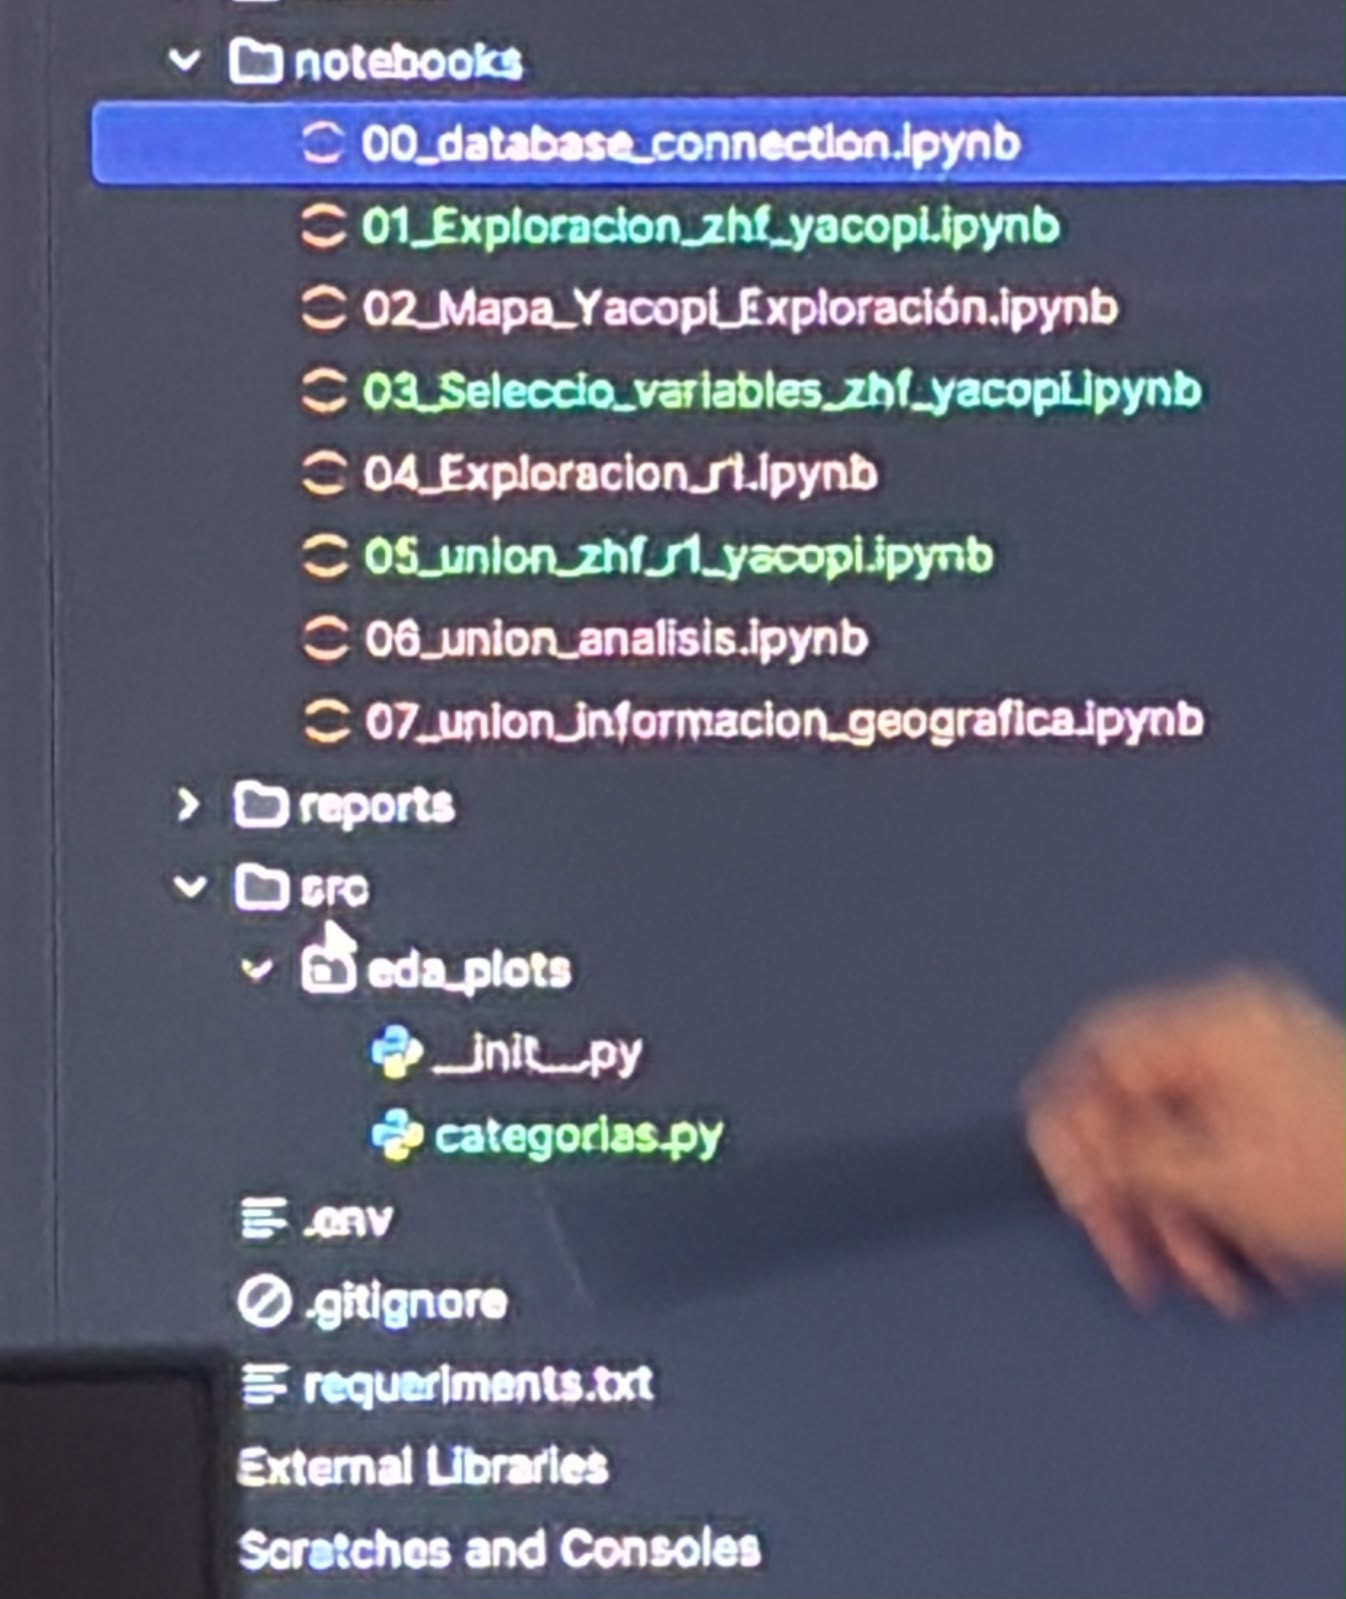 notebooks
00_database_connection.ipynb
01_Exploracion_zhf_yacopi.ipynb
02_Mapa_Yacopi_Exploración.ipynb
03_Seleccio_variables_zhf_yacopi.ipynb
04_Exploracion_r1.ipynb
05_union_zhf_r1_yacopi.ipynb
06_union_analisis.ipynb
07_union_informacion_geografica.ipynb
reports
src
eda_plots
__init__.py
categorias.py
.env
.gitignore
requeriments.txt
External Libraries
Scratches and Consoles